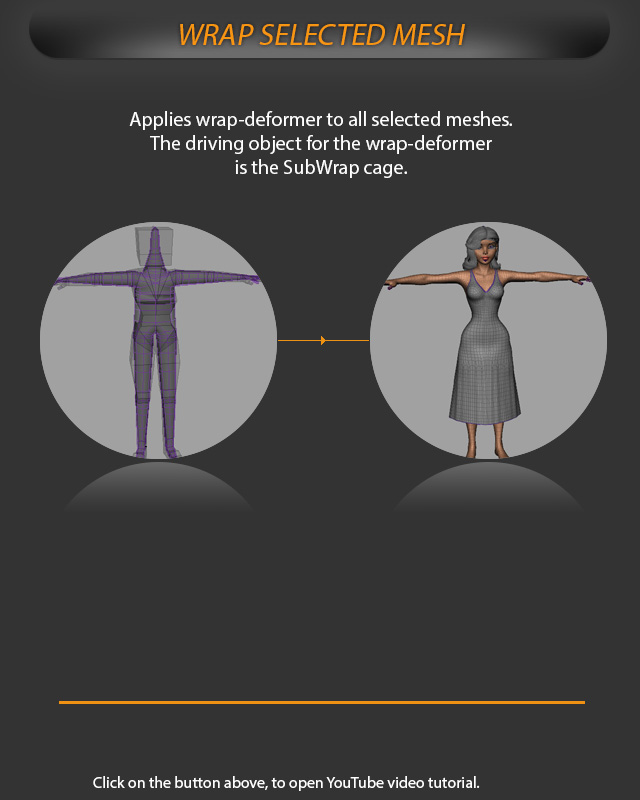 WRAP SELECTED MESH
Applies wrap-deformer to all selected meshes.
The driving object for the wrap-deformer
is the SubWrap cage.
Click on the button above, to open YouTube video tutorial.